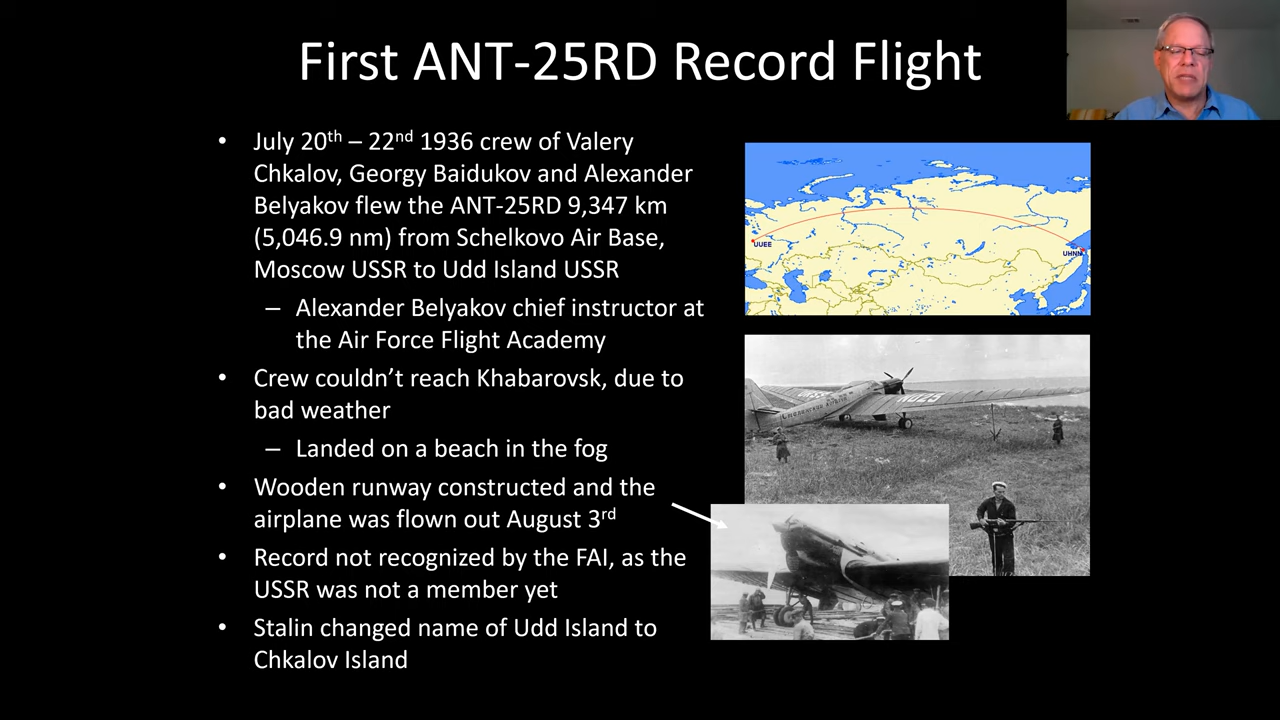 First ANT-25RD Record Flight
• July 20th – 22nd 1936 crew of Valery
Chkalov, Georgy Baidukov and Alexander
Belyakov flew the ANT-25RD 9,347 km
(5,046.9 nm) from Schelkovo Air Base,
Moscow USSR to Udd Island USSR
– Alexander Belyakov chief instructor at
the Air Force Flight Academy
• Crew couldn’t reach Khabarovsk, due to
bad weather
– Landed on a beach in the fog
• Wooden runway constructed and the
airplane was flown out August 3rd
• Record not recognized by the FAI, as the
USSR was not a member yet
• Stalin changed name of Udd Island to
Chkalov Island
UUEE
UHNN
NO25